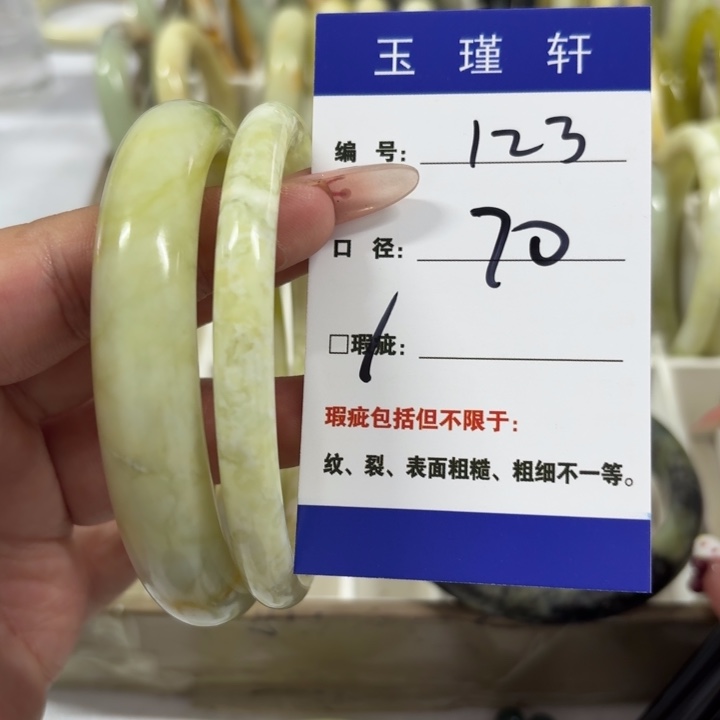 玉瑾轩
编号：123
口径：70
□瑕疵：
瑕疵包括但不限于：
纹、裂、表面粗糙、粗细不一等。